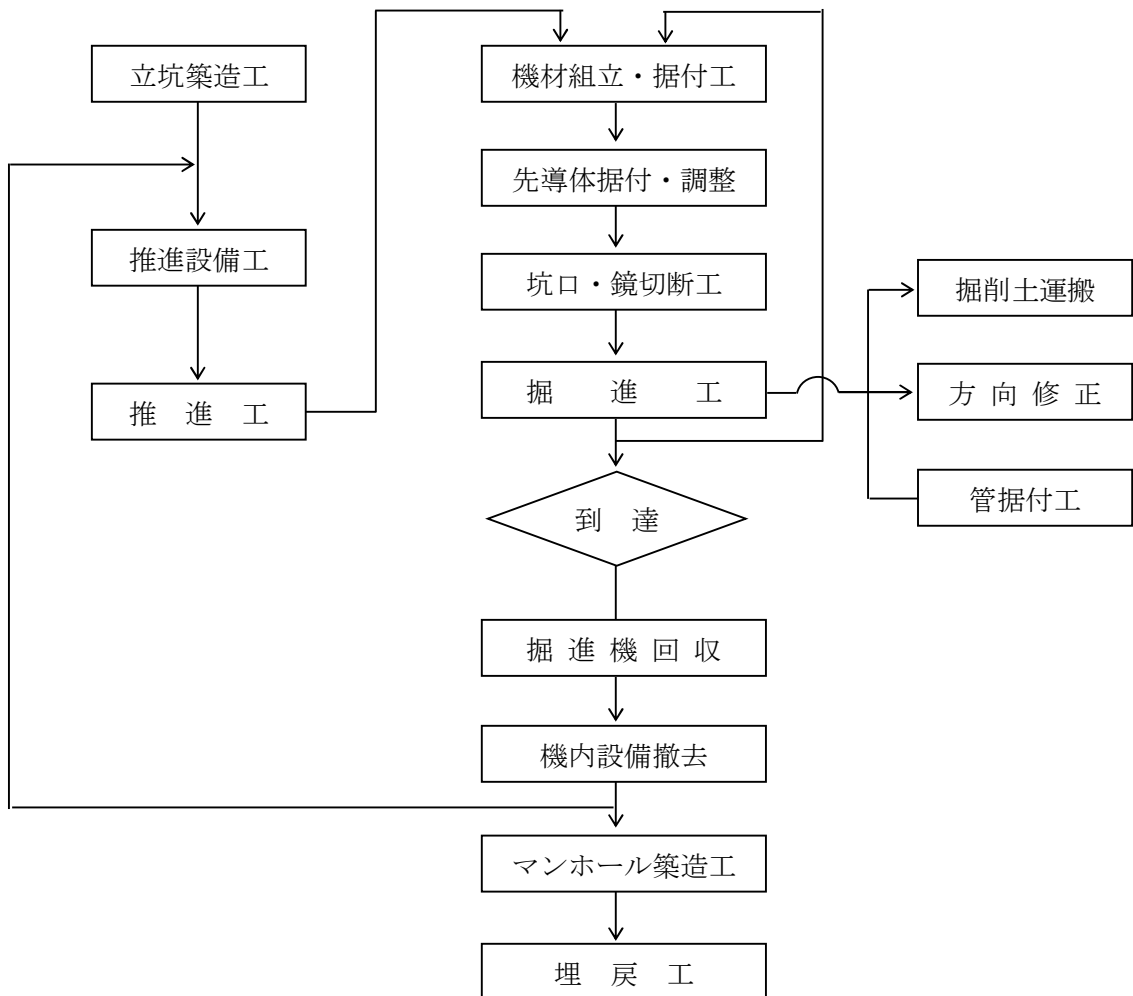 立坑築造工
推進設備工
推進工
機材組立・据付工
先導体据付・調整
坑口・鏡切断工
掘進工
到達
掘進機回収
機内設備撤去
マンホール築造工
埋戻工
掘削土運搬
方向修正
管据付工